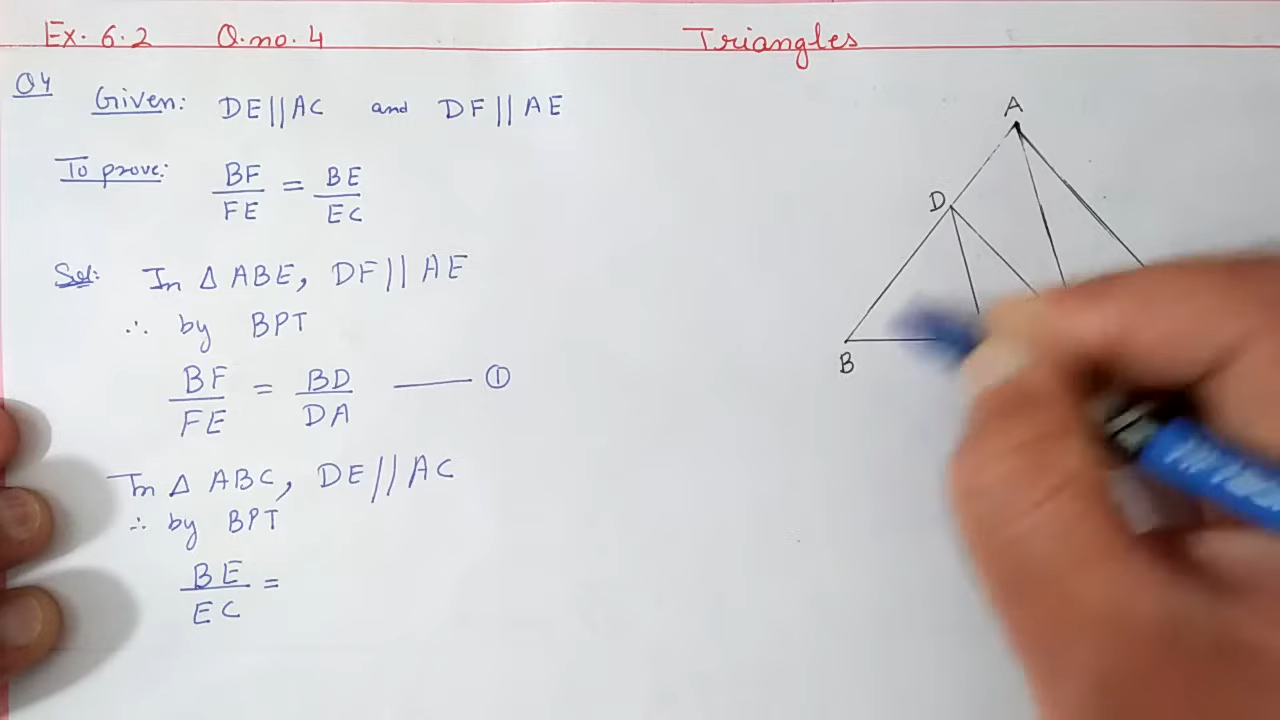 Ex. 6.2 Q.no.4 Triangles
Q4 Given: DE||AC and DF||AE
To prove: BF/FE = BE/EC
Sol: In Δ ABE, DF||AE
∴ by BPT
BF/FE = BD/DA —— ①
In Δ ABC, DE||AC
∴ by BPT
BE/EC =
A
D
B